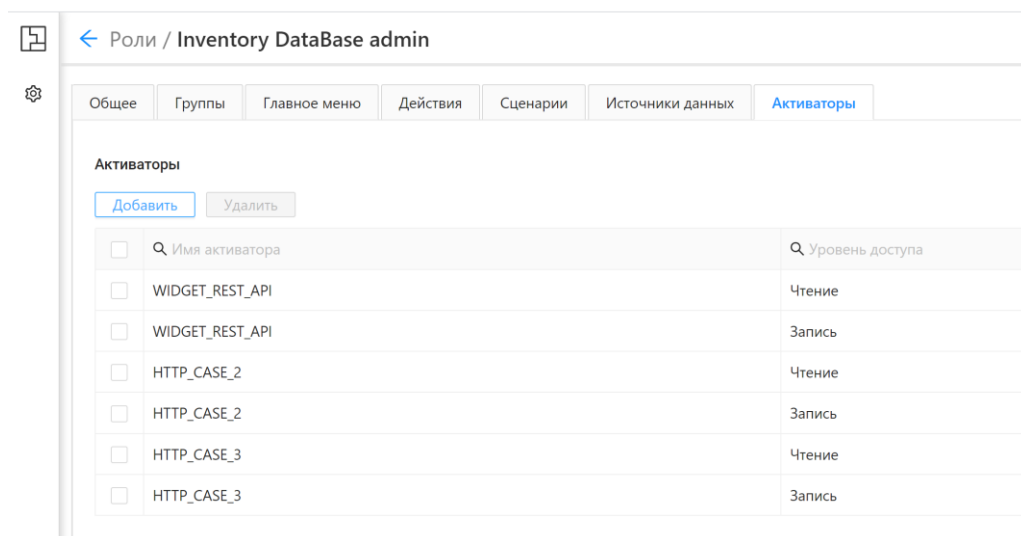 Роли / Inventory DataBase admin
Общее Группы Главное меню Действия Сценарии Источники данных Активаторы
Активаторы
Добавить Удалить
Имя активатора Уровень доступа
WIDGET_REST_API Чтение
WIDGET_REST_API Запись
HTTP_CASE_2 Чтение
HTTP_CASE_2 Запись
HTTP_CASE_3 Чтение
HTTP_CASE_3 Запись